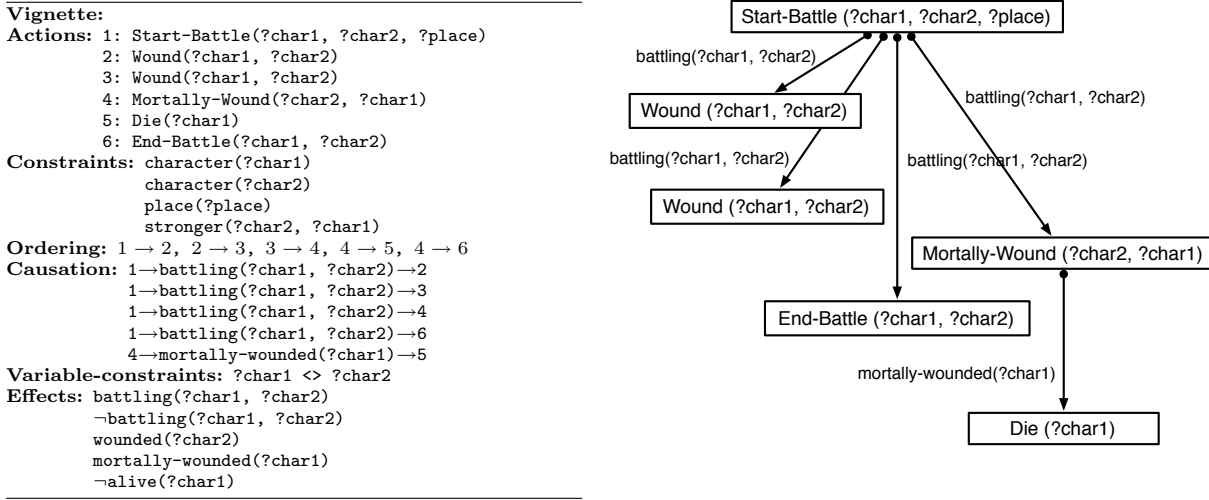 Vignette:
Actions: 1: Start-Battle(?char1, ?char2, ?place)
2: Wound(?char1, ?char2)
3: Wound(?char1, ?char2)
4: Mortally-Wound(?char2, ?char1)
5: Die(?char1)
6: End-Battle(?char1, ?char2)
Constraints: character(?char1)
character(?char2)
place(?place)
stronger(?char2, ?char1)
Ordering: 1 → 2, 2 → 3, 3 → 4, 4 → 5, 4 → 6
Causation: 1→battling(?char1, ?char2)→2
1→battling(?char1, ?char2)→3
1→battling(?char1, ?char2)→4
1→battling(?char1, ?char2)→6
4→mortally-wounded(?char1)→5
Variable-constraints: ?char1 <> ?char2
Effects: battling(?char1, ?char2)
¬battling(?char1, ?char2)
wounded(?char2)
mortally-wounded(?char1)
¬alive(?char1)
Start-Battle (?char1, ?char2, ?place)
battling(?char1, ?char2)
Wound (?char1, ?char2)
battling(?char1, ?char2)
battling(?char1, ?char2)
battling(?char1, ?char2)
Wound (?char1, ?char2)
Mortally-Wound (?char2, ?char1)
End-Battle (?char1, ?char2)
mortally-wounded(?char1)
Die (?char1)